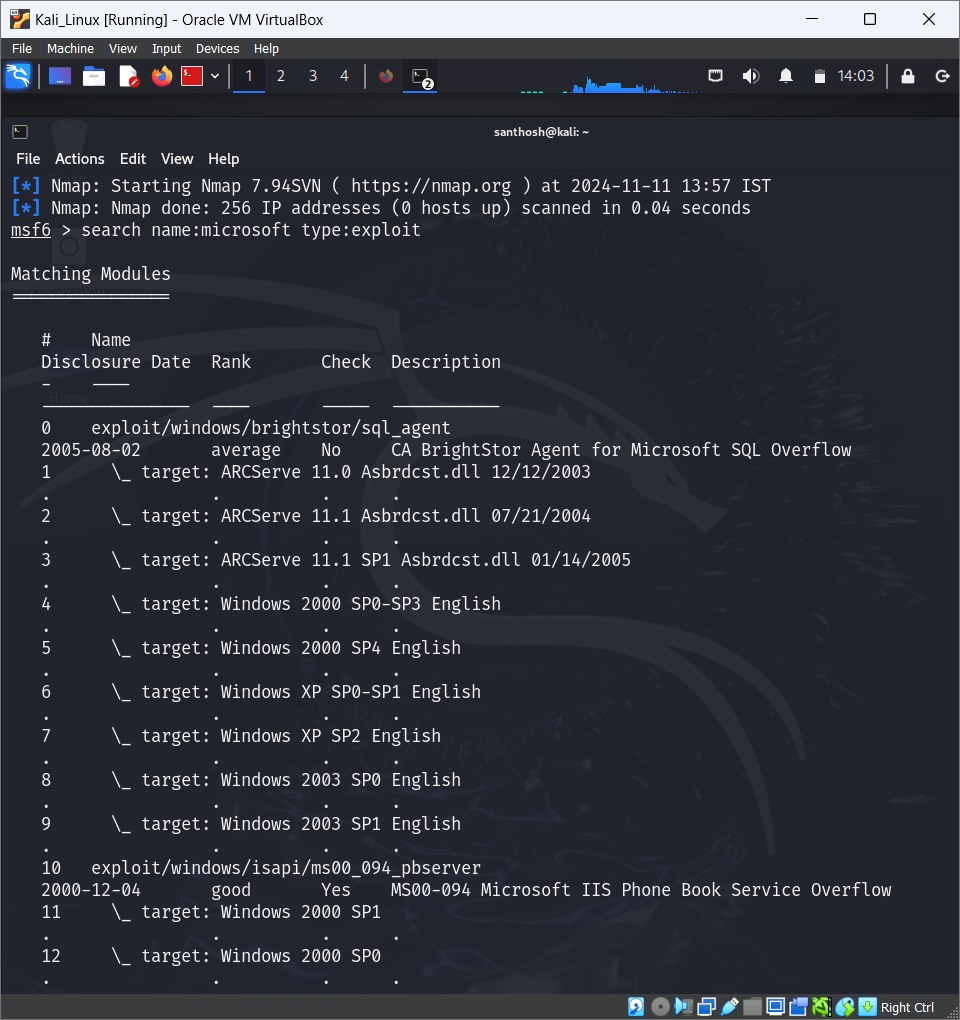 Kali_Linux [Running] - Oracle VM VirtualBox
File Machine View Input Devices Help
1 2 3 4 2 14:03
santhosh@kali: ~
File Actions Edit View Help
[*] Nmap: Starting Nmap 7.94SVN ( https://nmap.org ) at 2024-11-11 13:57 IST
[*] Nmap: Nmap done: 256 IP addresses (0 hosts up) scanned in 0.04 seconds
msf6 > search name:microsoft type:exploit
Matching Modules
================
# Name
Disclosure Date Rank Check Description
- ----
--------------- ---- ----- -----------
Home
0 exploit/windows/brightstor/sql_agent
2005-08-02 average No CA BrightStor Agent for Microsoft SQL Overflow
1 \_ target: ARCServe 11.0 Asbrdcst.dll 12/12/2003
. . . .
2 \_ target: ARCServe 11.1 Asbrdcst.dll 07/21/2004
. . . .
3 \_ target: ARCServe 11.1 SP1 Asbrdcst.dll 01/14/2005
. . . .
4 \_ target: Windows 2000 SP0-SP3 English
. . . .
5 \_ target: Windows 2000 SP4 English
. . . .
6 \_ target: Windows XP SP0-SP1 English
. . . .
7 \_ target: Windows XP SP2 English
. . . .
8 \_ target: Windows 2003 SP0 English
. . . .
9 \_ target: Windows 2003 SP1 English
. . . .
10 exploit/windows/isapi/ms00_094_pbserver
2000-12-04 good Yes MS00-094 Microsoft IIS Phone Book Service Overflow
11 \_ target: Windows 2000 SP1
. . . .
12 \_ target: Windows 2000 SP0
. . . .
Right Ctrl